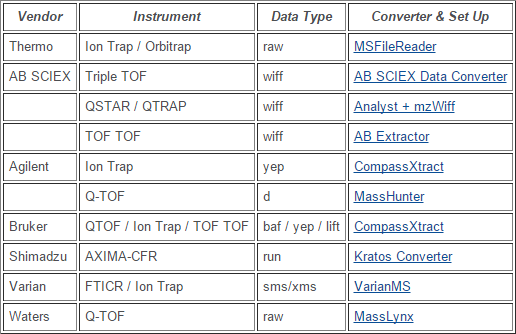 Vendor Instrument Data Type Converter & Set Up
Thermo Ion Trap / Orbitrap raw MSFileReader
AB SCIEX Triple TOF wiff AB SCIEX Data Converter
QSTAR / QTRAP wiff Analyst + mzWiff
TOF TOF wiff AB Extractor
Agilent Ion Trap yep CompassXtract
Q-TOF d MassHunter
Bruker QTOF / Ion Trap / TOF TOF baf / yep / lift CompassXtract
Shimadzu AXIMA-CFR run Kratos Converter
Varian FTICR / Ion Trap sms/xms VarianMS
Waters Q-TOF raw MassLynx